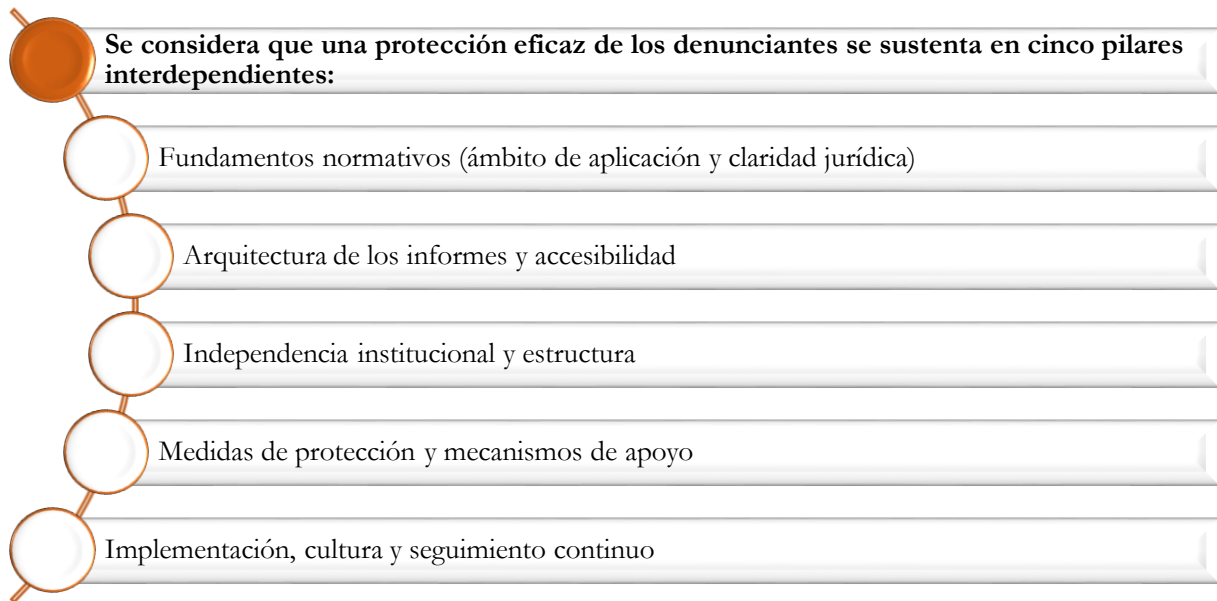 Se considera que una protección eficaz de los denunciantes se sustenta en cinco pilares
interdependientes:
Fundamentos normativos (ámbito de aplicación y claridad jurídica)
Arquitectura de los informes y accesibilidad
Independencia institucional y estructura
Medidas de protección y mecanismos de apoyo
Implementación, cultura y seguimiento continuo